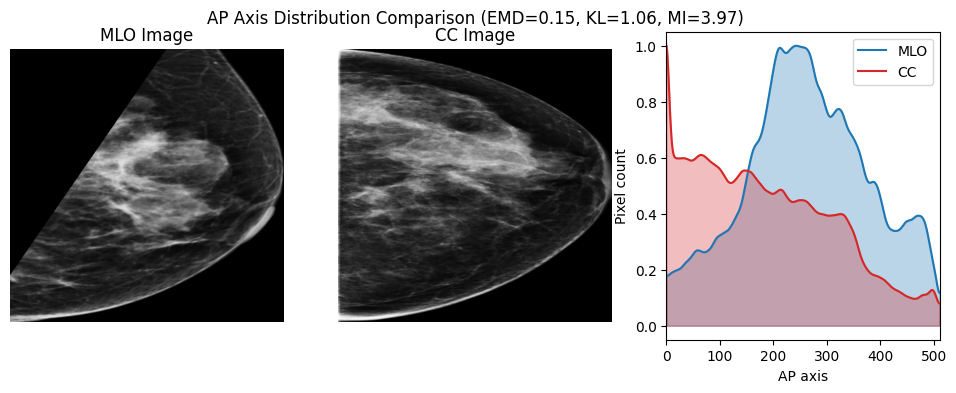 AP Axis Distribution Comparison (EMD=0.15, KL=1.06, MI=3.97)
MLO Image
CC Image
MLO
CC
Pixel count
1.0
0.8
0.6
0.4
0.2
0.0
0 100 200 300 400 500
AP axis